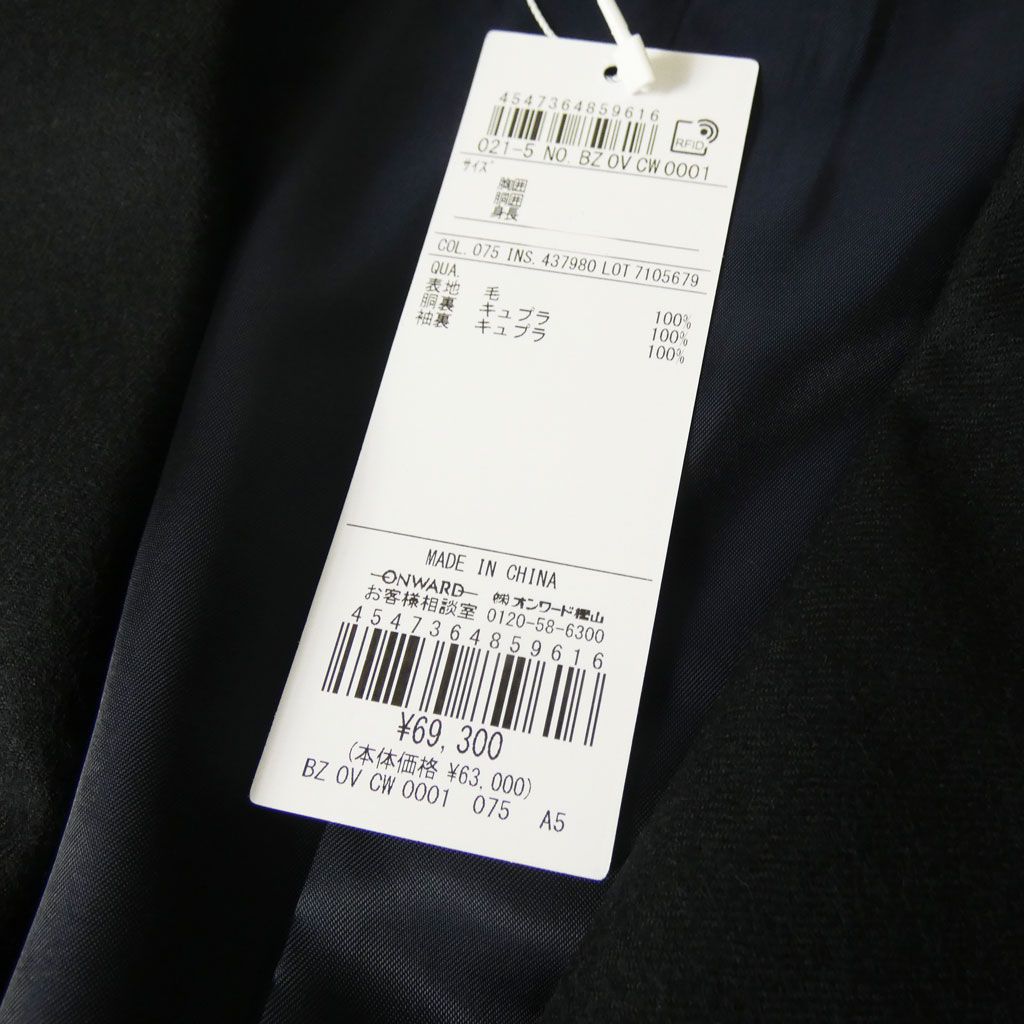 4547364859616
RFID
021-5 NO. BZ OV CW 0001
サイズ
胸囲
胴囲
身長
COL. 075 INS. 437980 LOT 7105679
QUA.
表地 毛 100%
胴裏 キュプラ 100%
袖裏 キュプラ 100%
MADE IN CHINA
ONWARD ㈱オンワード樫山
お客様相談室 0120-58-6300
4547364859616
¥69,300
(本体価格 ¥63,000)
BZ OV CW 0001 075 A5